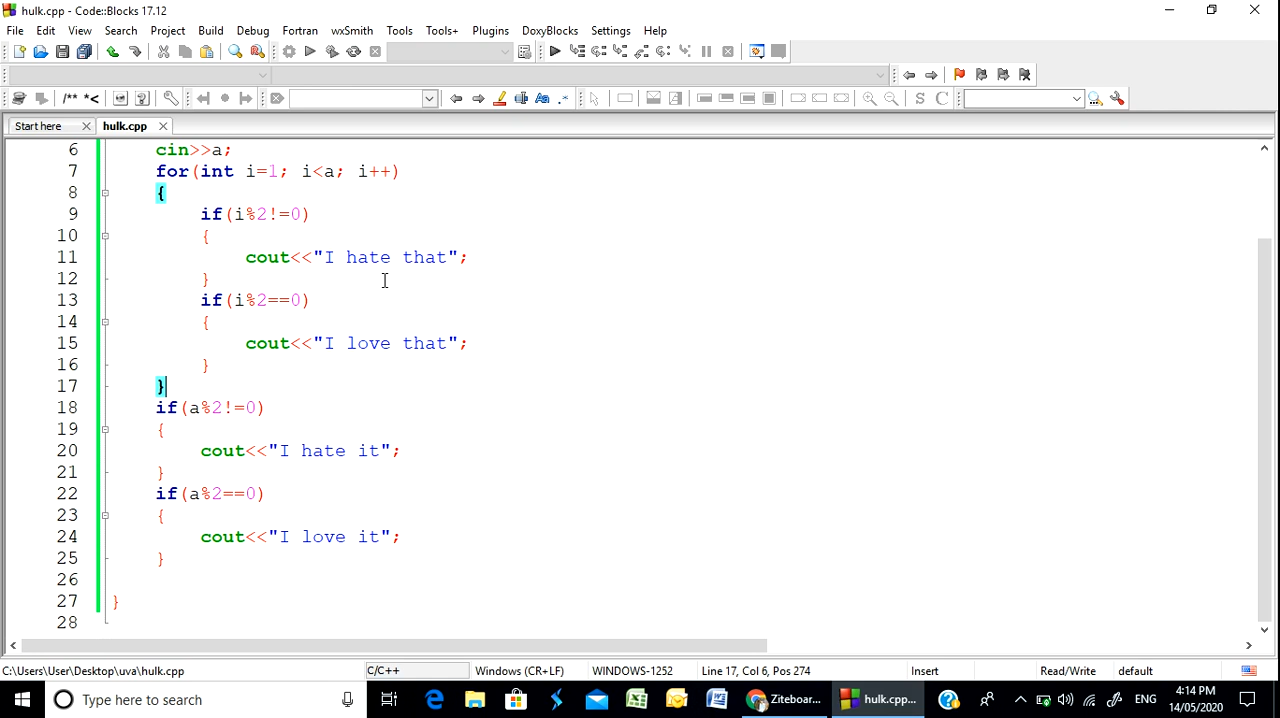 hulk.cpp - Code::Blocks 17.12
File Edit View Search Project Build Debug Fortran wxSmith Tools Tools+ Plugins DoxyBlocks Settings Help
/** *<
S C
Start here hulk.cpp
6 cin>>a;
7 for(int i=1; i<a; i++)
8 {
9 if(i%2!=0)
10 {
11 cout<<"I hate that";
12 }
13 if(i%2==0)
14 {
15 cout<<"I love that";
16 }
17 }
18 if(a%2!=0)
19 {
20 cout<<"I hate it";
21 }
22 if(a%2==0)
23 {
24 cout<<"I love it";
25 }
26
27 }
28
C:\Users\User\Desktop\uva\hulk.cpp C/C++ Windows (CR+LF) WINDOWS-1252 Line 17, Col 6, Pos 274 Insert Read/Write default
Type here to search Ziteboar... hulk.cpp... ENG 4:14 PM
14/05/2020